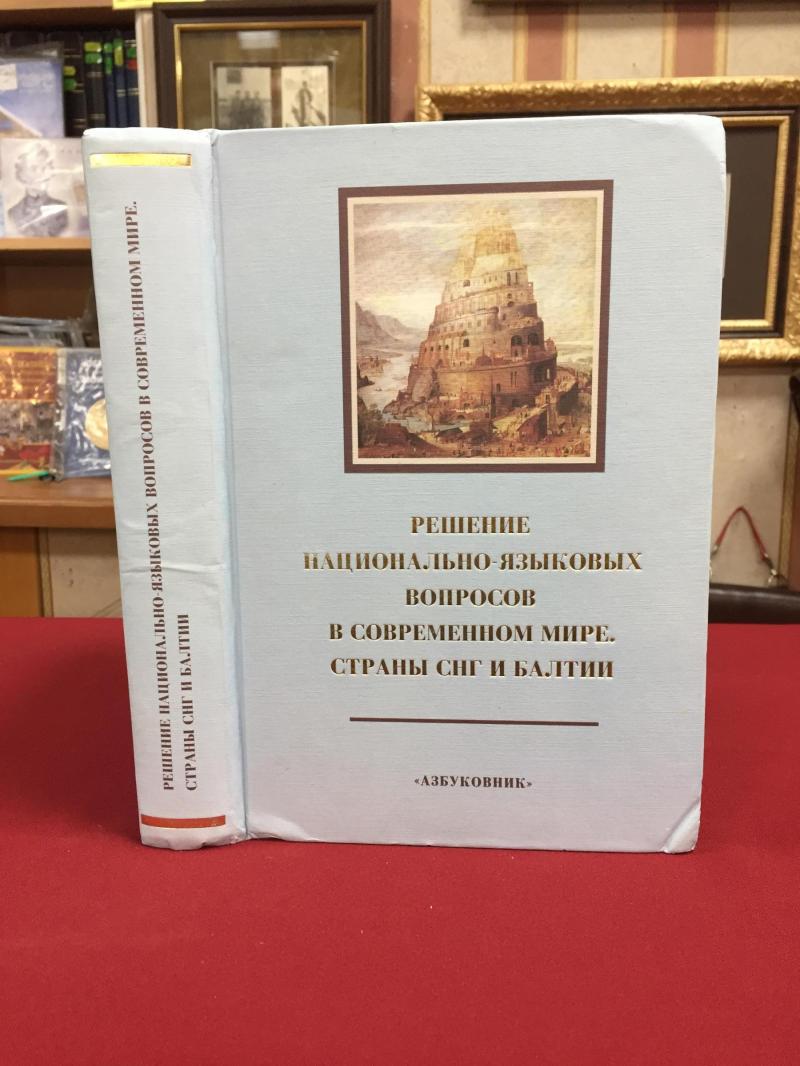 РЕШЕНИЕ НАЦИОНАЛЬНО-ЯЗЫКОВЫХ ВОПРОСОВ В СОВРЕМЕННОМ МИРЕ.
СТРАНЫ СНГ И БАЛТИИ
РЕШЕНИЕ
НАЦИОНАЛЬНО-ЯЗЫКОВЫХ
ВОПРОСОВ
В СОВРЕМЕННОМ МИРЕ.
СТРАНЫ СНГ И БАЛТИИ
«АЗБУКОВНИК»